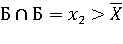 Б ∩ Б = x₂ > X̅